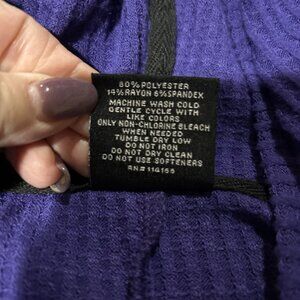 80% POLYESTER
14% RAYON 6% SPANDEX
MACHINE WASH COLD
GENTLE CYCLE WITH
LIKE COLORS
ONLY NON-CHLORINE BLEACH
WHEN NEEDED
TUMBLE DRY LOW
DO NOT IRON
DO NOT DRY CLEAN
DO NOT USE SOFTENERS
RN#